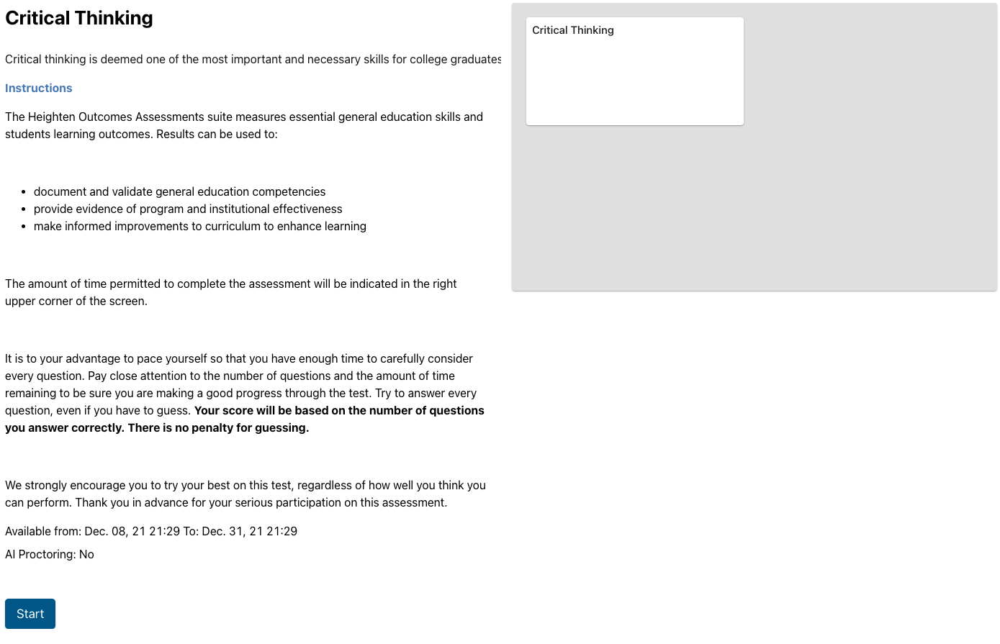 Critical Thinking
Critical thinking is deemed one of the most important and necessary skills for college graduates
Instructions
The Heighten Outcomes Assessments suite measures essential general education skills and
students learning outcomes. Results can be used to:
• document and validate general education competencies
• provide evidence of program and institutional effectiveness
• make informed improvements to curriculum to enhance learning
The amount of time permitted to complete the assessment will be indicated in the right
upper corner of the screen.
It is to your advantage to pace yourself so that you have enough time to carefully consider
every question. Pay close attention to the number of questions and the amount of time
remaining to be sure you are making a good progress through the test. Try to answer every
question, even if you have to guess. Your score will be based on the number of questions
you answer correctly. There is no penalty for guessing.
We strongly encourage you to try your best on this test, regardless of how well you think you
can perform. Thank you in advance for your serious participation on this assessment.
Available from: Dec. 08, 21 21:29 To: Dec. 31, 21 21:29
AI Proctoring: No
Start
Critical Thinking